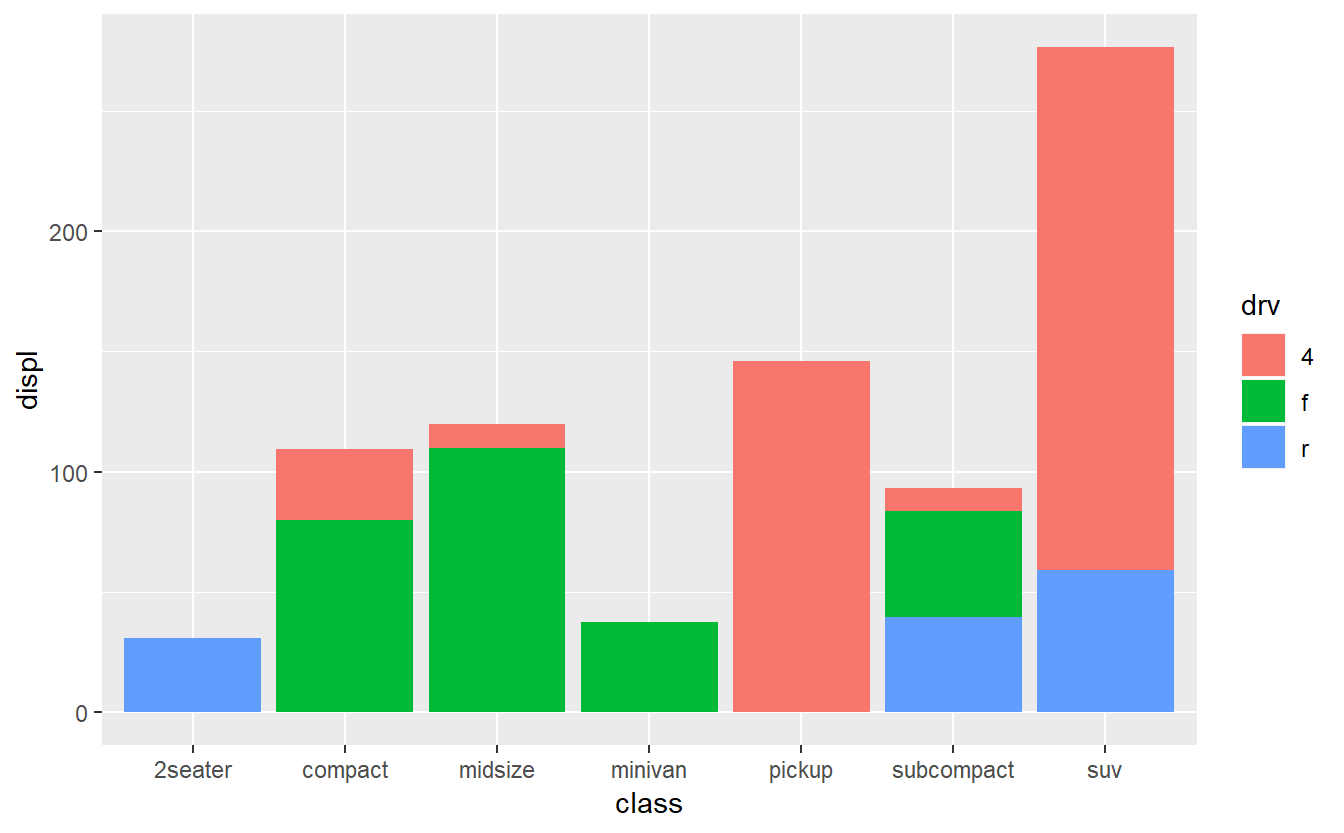 displ
200
100
0
2seater compact midsize minivan pickup subcompact suv
class
drv
4
f
r